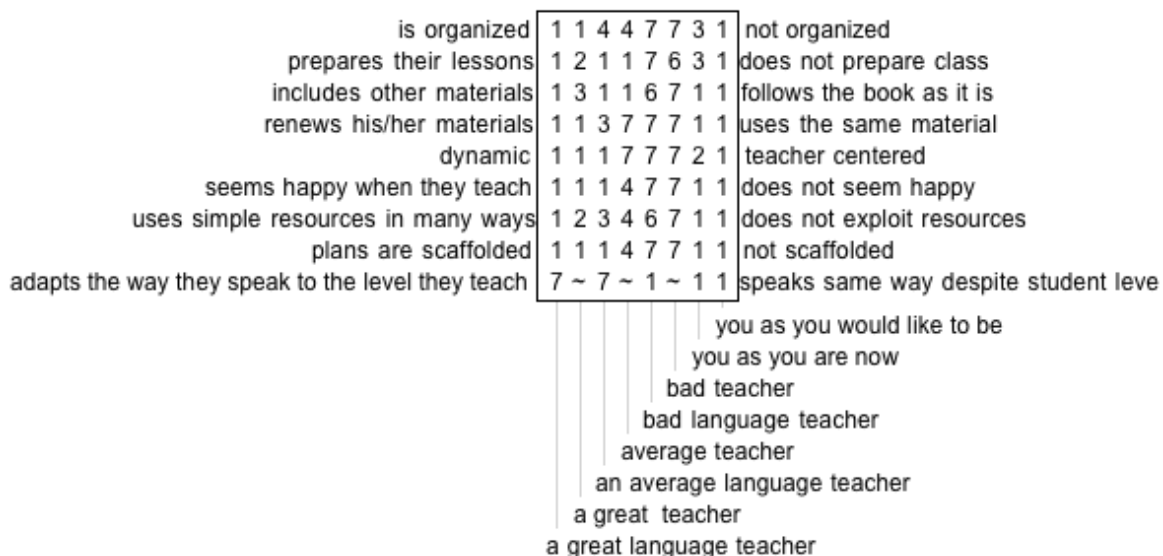 is organized 1 1 4 4 7 7 3 1 not organized
prepares their lessons 1 2 1 1 7 6 3 1 does not prepare class
includes other materials 1 3 1 1 6 7 1 1 follows the book as it is
renews his/her materials 1 1 3 7 7 7 1 1 uses the same material
dynamic 1 1 1 7 7 7 2 1 teacher centered
seems happy when they teach 1 1 1 4 7 7 1 1 does not seem happy
uses simple resources in many ways 1 2 3 4 6 7 1 1 does not exploit resources
plans are scaffolded 1 1 1 4 7 7 1 1 not scaffolded
adapts the way they speak to the level they teach 7 ~ 7 ~ 1 ~ 1 1 speaks same way despite student leve
you as you would like to be
you as you are now
bad teacher
bad language teacher
average teacher
an average language teacher
a great teacher
a great language teacher